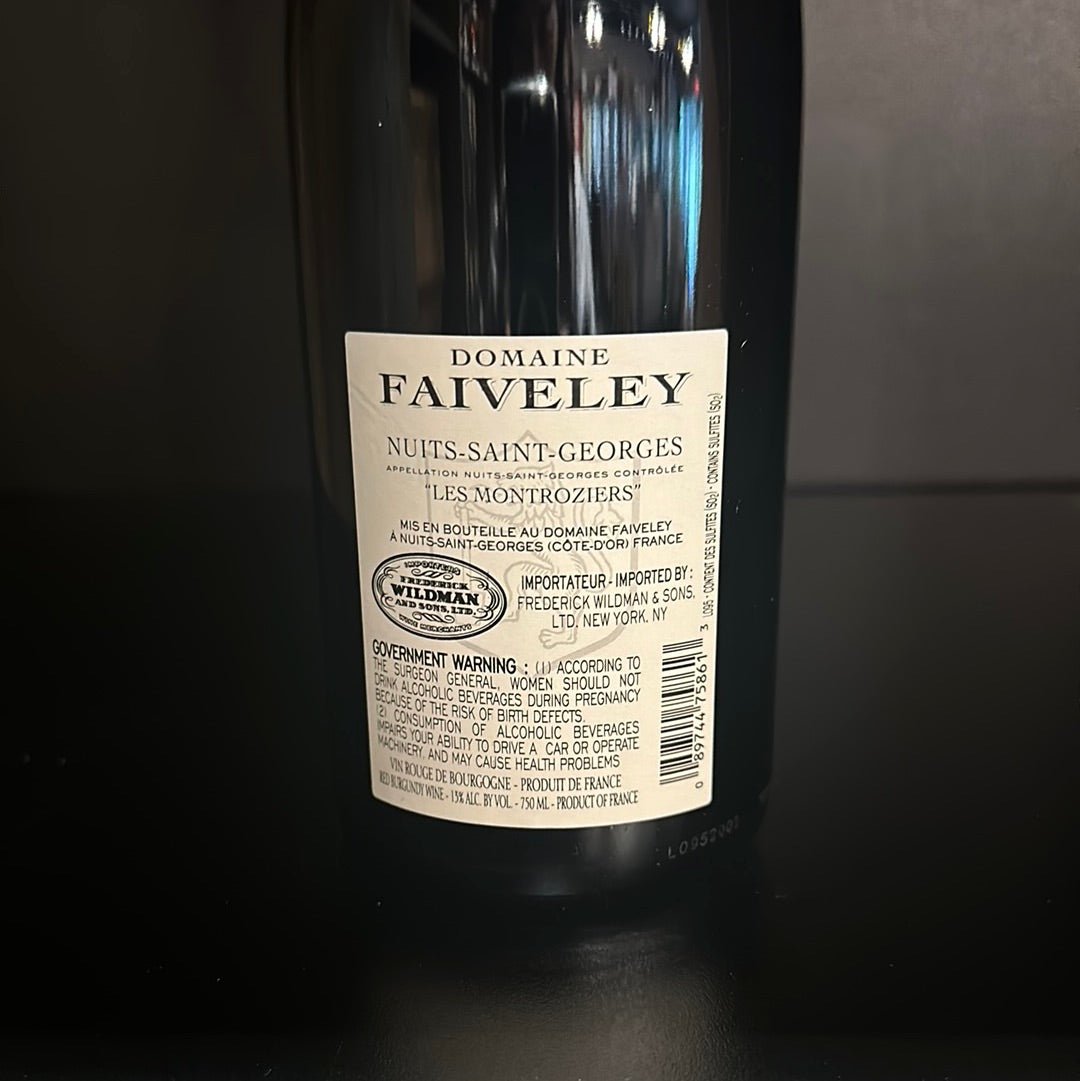 DOMAINE
FAIVELEY
NUITS-SAINT-GEORGES
APPELLATION NUITS-SAINT-GEORGES CONTRÔLÉE
"LES MONTROZIERS"
MIS EN BOUTEILLE AU DOMAINE FAIVELEY
A NUITS-SAINT-GEORGES (CÔTE-D'OR) FRANCE
IMPORTERS
FREDERICK
WILDMAN
AND SONS, LTD.
WINE MERCHANTS
IMPORTATEUR - IMPORTED BY :
FREDERICK WILDMAN & SONS,
LTD, NEW YORK, NY
GOVERNMENT WARNING : (1) ACCORDING TO
THE SURGEON GENERAL, WOMEN SHOULD NOT
DRINK ALCOHOLIC BEVERAGES DURING PREGNANCY
BECAUSE OF THE RISK OF BIRTH DEFECTS.
(2) CONSUMPTION OF ALCOHOLIC BEVERAGES
IMPAIRS YOUR ABILITY TO DRIVE A CAR OR OPERATE
MACHINERY, AND MAY CAUSE HEALTH PROBLEMS
VIN ROUGE DE BOURGOGNE - PRODUIT DE FRANCE
RED BURGUNDY WINE - 13% ALC. BY VOL. - 750 ML - PRODUCT OF FRANCE
0 89744 75861 3
L095 - CONTIENT DES SULFITES (SO2) - CONTAINS SULFITES (SO2)